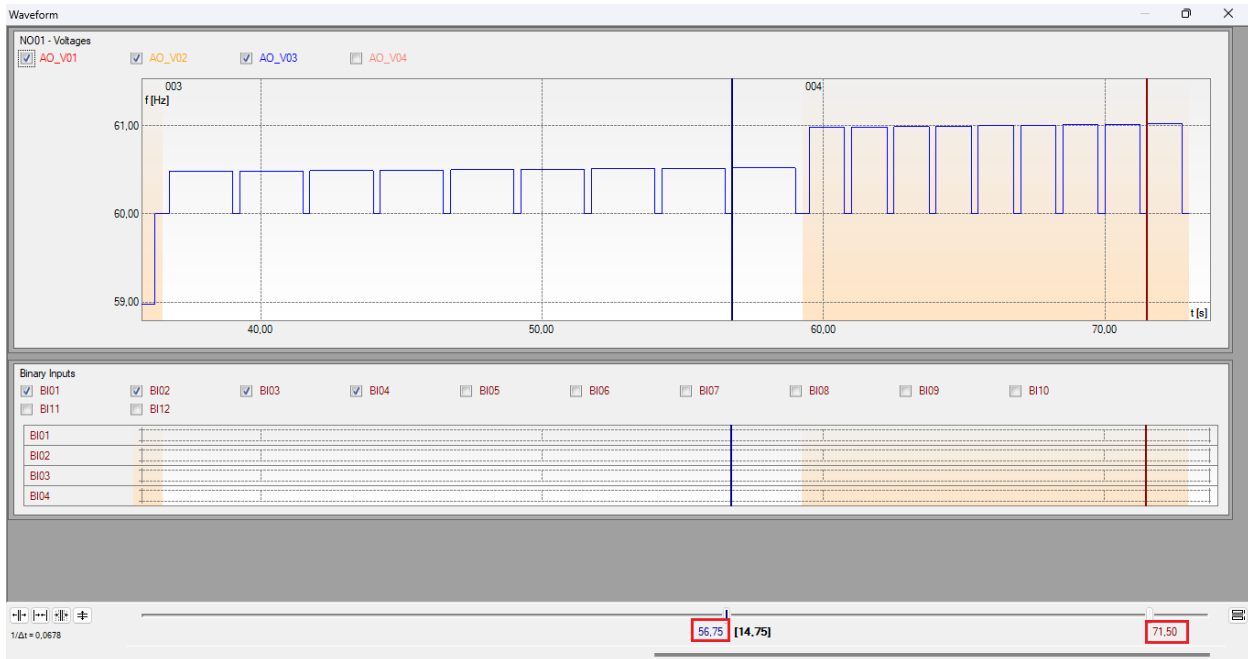 Waveform
NO01 - Voltages
AO_V01 AO_V02 AO_V03 AO_V04
003 004
f [Hz]
61,00
60,00
59,00
t [s]
40,00 50,00 60,00 70,00
Binary Inputs
BI01 BI02 BI03 BI04 BI05 BI06 BI07 BI08 BI09 BI10
BI11 BI12
BI01
BI02
BI03
BI04
1/Δt = 0,0678
56,75 [14,75] 71,50